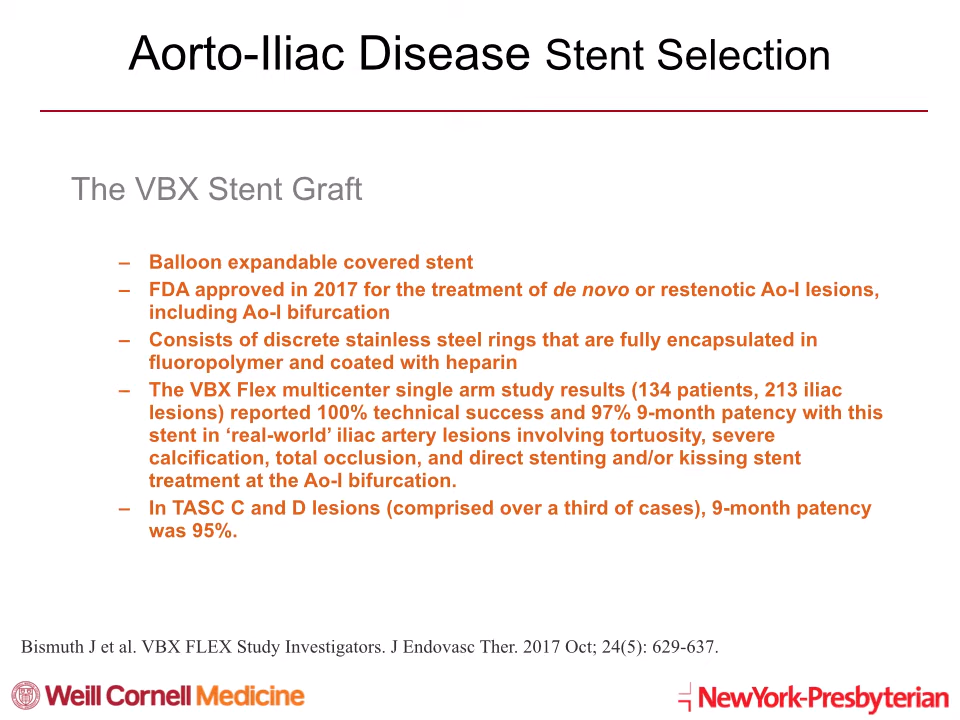 Aorto-Iliac Disease Stent Selection
The VBX Stent Graft
– Balloon expandable covered stent
– FDA approved in 2017 for the treatment of de novo or restenotic Ao-I lesions,
including Ao-I bifurcation
– Consists of discrete stainless steel rings that are fully encapsulated in
fluoropolymer and coated with heparin
– The VBX Flex multicenter single arm study results (134 patients, 213 iliac
lesions) reported 100% technical success and 97% 9-month patency with this
stent in ‘real-world’ iliac artery lesions involving tortuosity, severe
calcification, total occlusion, and direct stenting and/or kissing stent
treatment at the Ao-I bifurcation.
– In TASC C and D lesions (comprised over a third of cases), 9-month patency
was 95%.
Bismuth J et al. VBX FLEX Study Investigators. J Endovasc Ther. 2017 Oct; 24(5): 629-637.
Weill Cornell Medicine
NewYork-Presbyterian